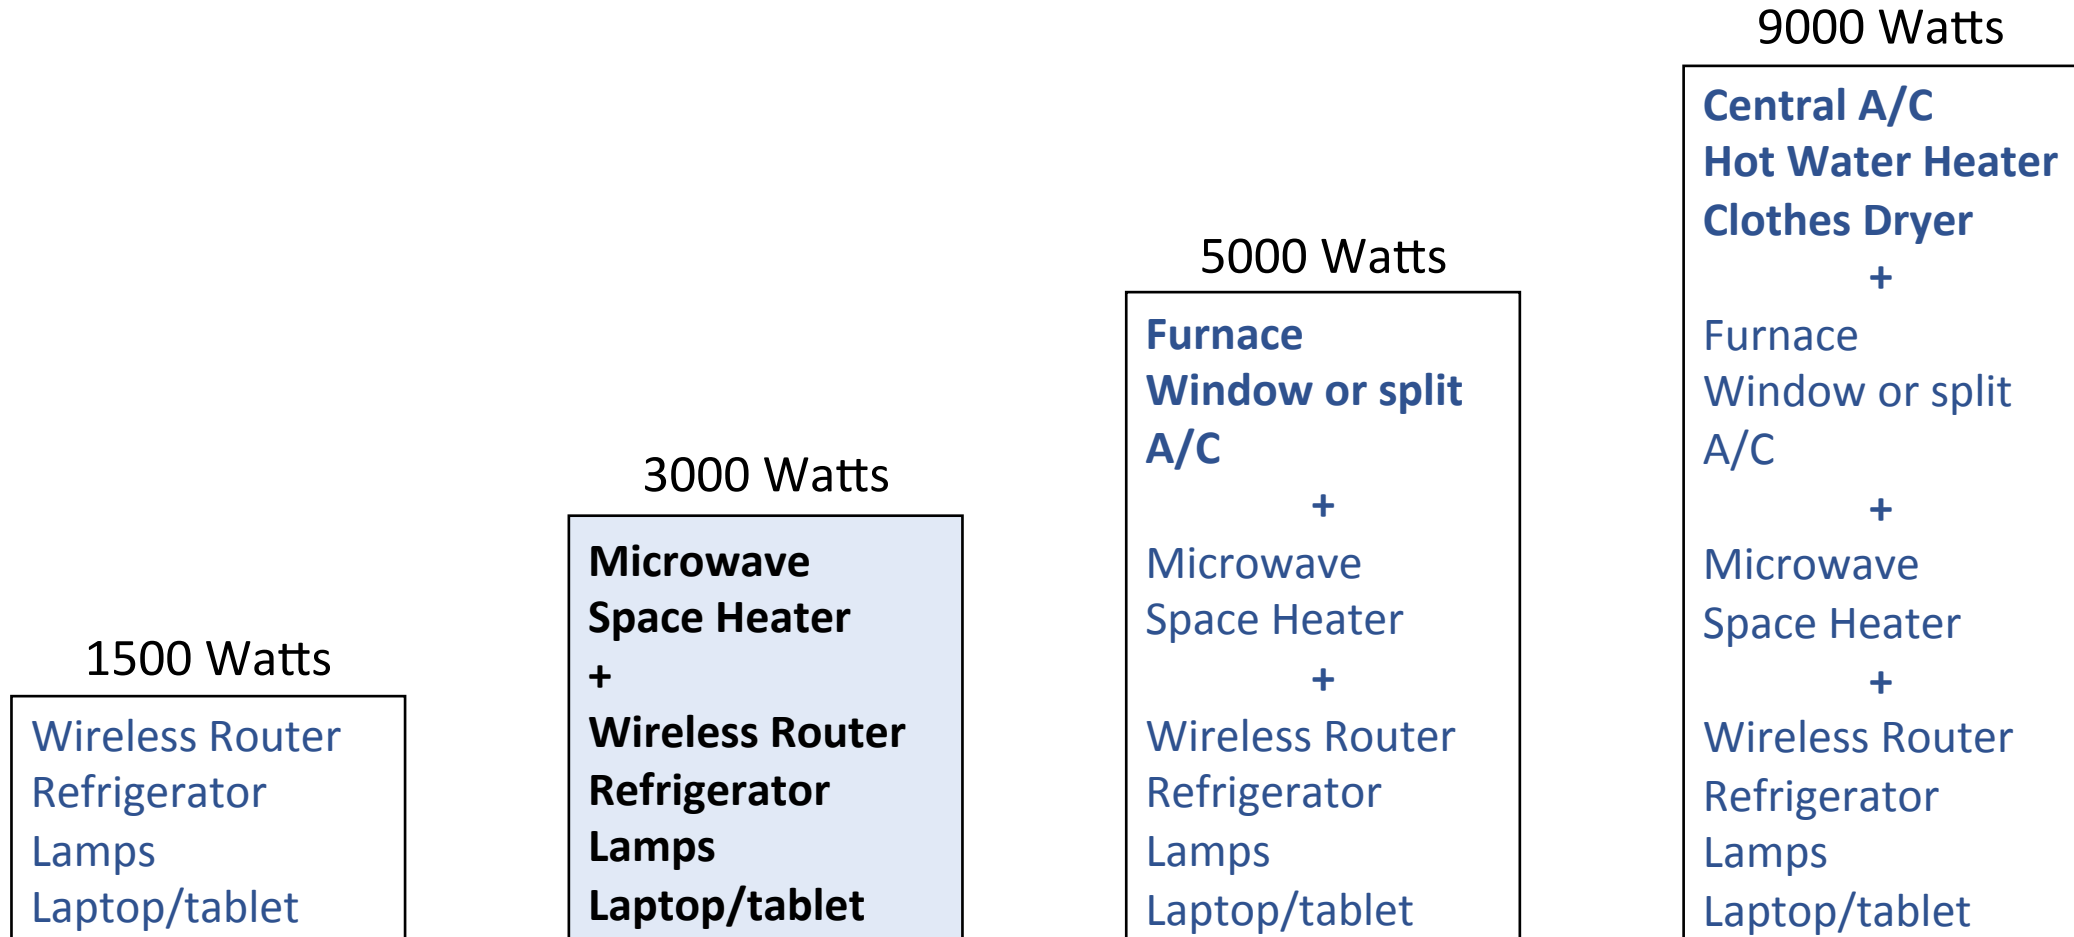 1500 Watts
Wireless Router
Refrigerator
Lamps
Laptop/tablet
3000 Watts
Microwave
Space Heater
+
Wireless Router
Refrigerator
Lamps
Laptop/tablet
5000 Watts
Furnace
Window or split
A/C
+
Microwave
Space Heater
+
Wireless Router
Refrigerator
Lamps
Laptop/tablet
9000 Watts
Central A/C
Hot Water Heater
Clothes Dryer
+
Furnace
Window or split
A/C
+
Microwave
Space Heater
+
Wireless Router
Refrigerator
Lamps
Laptop/tablet